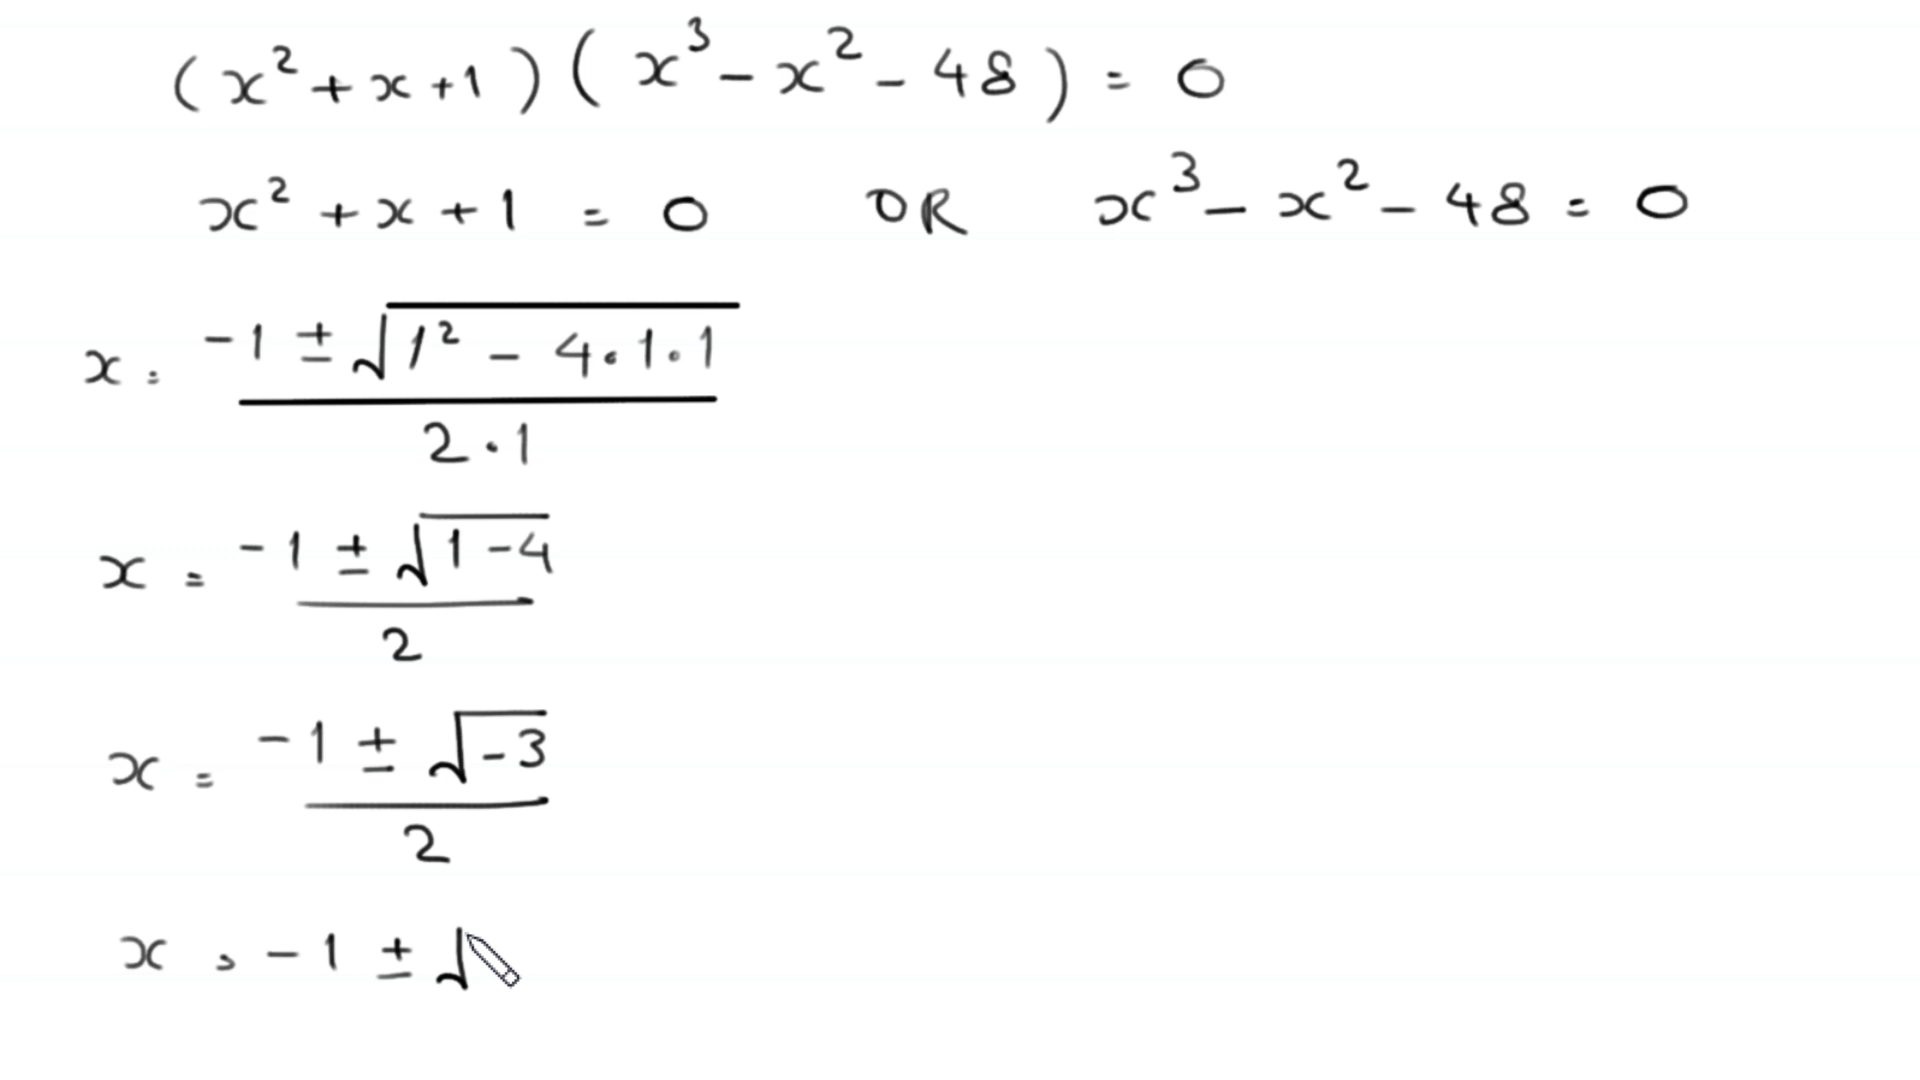 (x² + x + 1)(x³ - x² - 48) = 0
x² + x + 1 = 0 OR x³ - x² - 48 = 0
x = (-1 ± √(1² - 4·1·1))/(2·1)
x = (-1 ± √(1 - 4))/2
x = (-1 ± √(-3))/2
x = -1 ± √